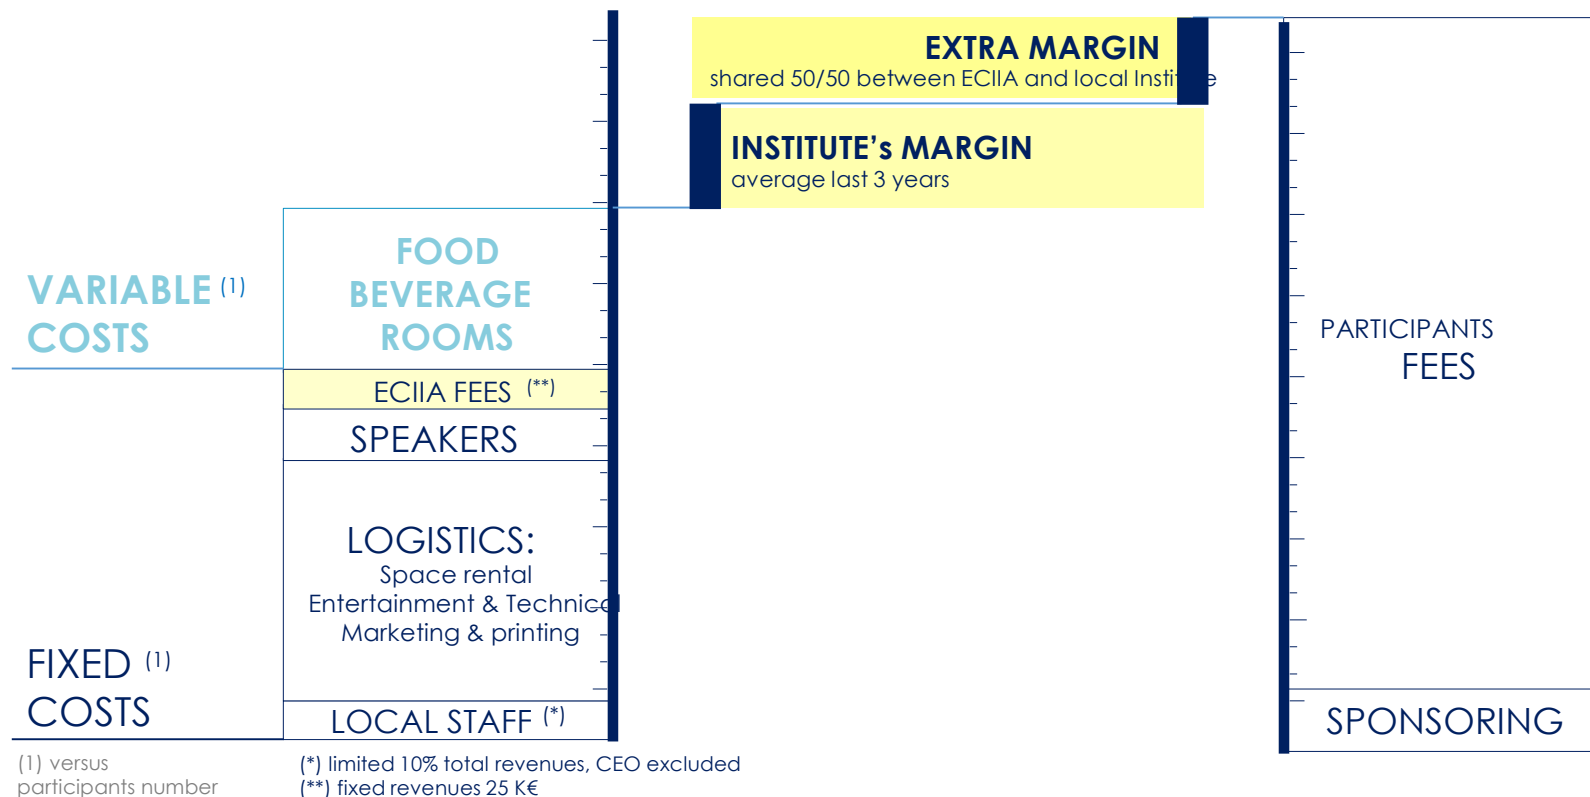 EXTRA MARGIN
shared 50/50 between ECIIA and local Institute
INSTITUTE's MARGIN
average last 3 years
VARIABLE (1)
COSTS
FOOD
BEVERAGE
ROOMS
ECIIA FEES (**)
SPEAKERS
LOGISTICS:
Space rental
Entertainment & Technical
Marketing & printing
FIXED (1)
COSTS
LOCAL STAFF (*)
PARTICIPANTS
FEES
SPONSORING
(1) versus
participants number
(*) limited 10% total revenues, CEO excluded
(**) fixed revenues 25 K€